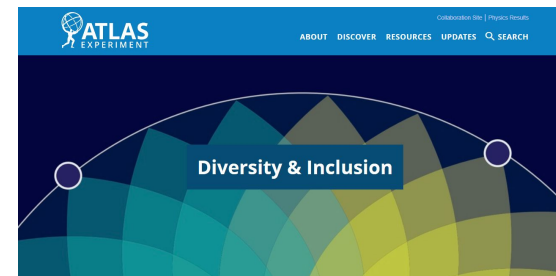 Collaboration Site | Physics Results
ATLAS
EXPERIMENT
ABOUT DISCOVER RESOURCES UPDATES SEARCH
Diversity & Inclusion